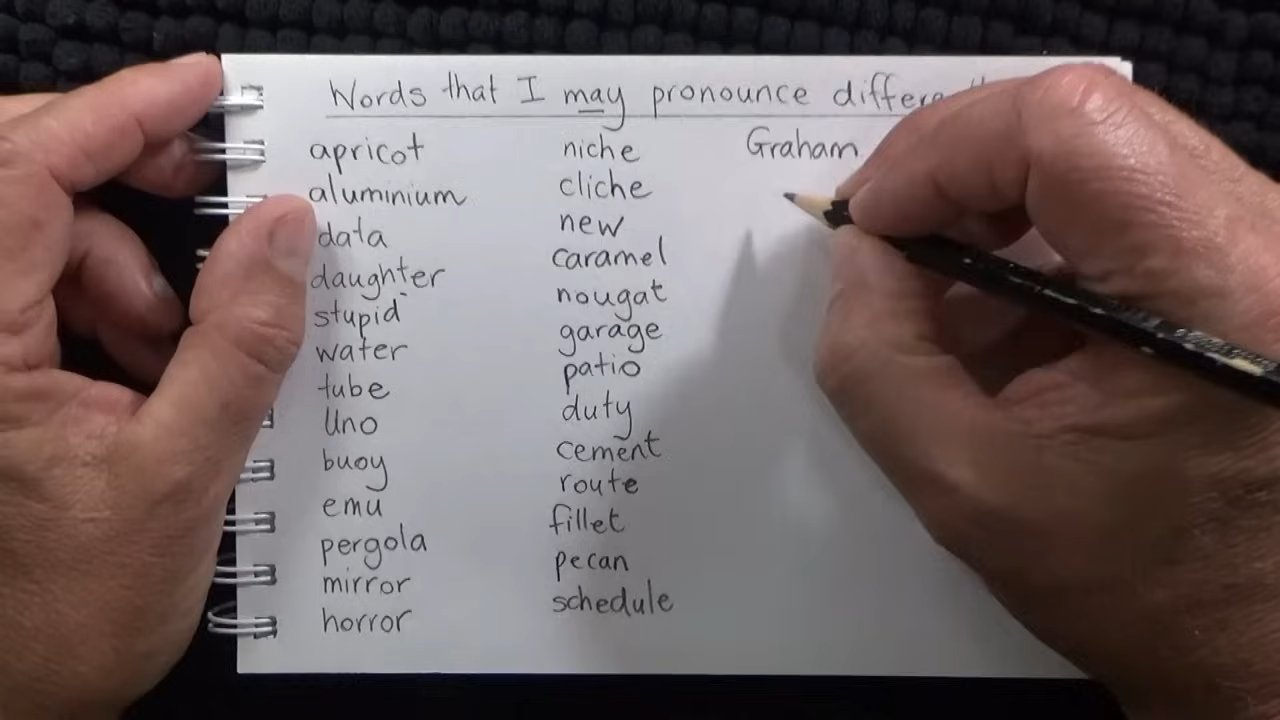 Words that I may pronounce differe
apricot
aluminium
data
daughter
stupid
water
tube
Uno
buoy
emu
pergola
mirror
horror
niche
cliche
new
caramel
nougat
garage
patio
duty
cement
route
fillet
pecan
schedule
Graham